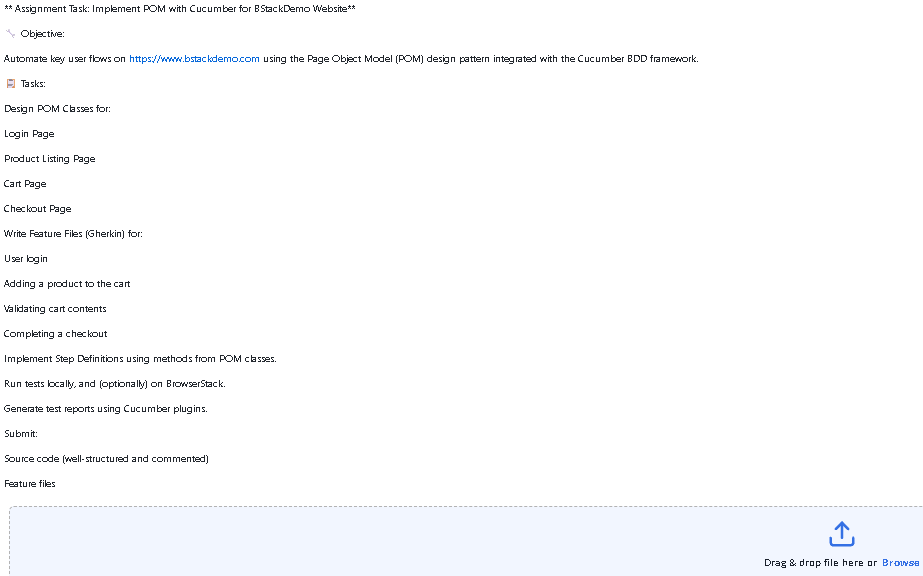 ** Assignment Task: Implement POM with Cucumber for BStackDemo Website**
Objective:
Automate key user flows on https://www.bstackdemo.com using the Page Object Model (POM) design pattern integrated with the Cucumber BDD framework.
Tasks:
Design POM Classes for:
Login Page
Product Listing Page
Cart Page
Checkout Page
Write Feature Files (Gherkin) for:
User login
Adding a product to the cart
Validating cart contents
Completing a checkout
Implement Step Definitions using methods from POM classes.
Run tests locally, and (optionally) on BrowserStack.
Generate test reports using Cucumber plugins.
Submit:
Source code (well-structured and commented)
Feature files
Drag & drop file here or Browse